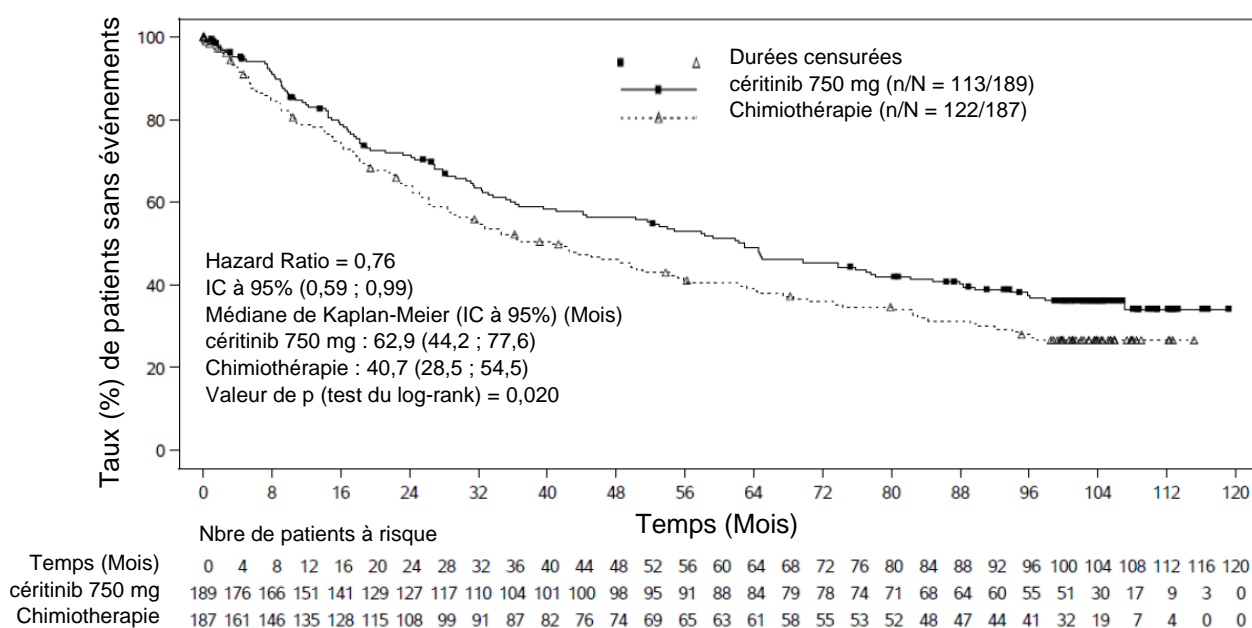 Taux (%) de patients sans événements
100
80
60
40
20
0
Durées censurées
céritinib 750 mg (n/N = 113/189)
Chimiothérapie (n/N = 122/187)
Hazard Ratio = 0,76
IC à 95% (0,59 ; 0,99)
Médiane de Kaplan-Meier (IC à 95%) (Mois)
céritinib 750 mg : 62,9 (44,2 ; 77,6)
Chimiothérapie : 40,7 (28,5 ; 54,5)
Valeur de p (test du log-rank) = 0,020
0 8 16 24 32 40 48 56 64 72 80 88 96 104 112 120
Temps (Mois)
Nbre de patients à risque
Temps (Mois) 0 4 8 12 16 20 24 28 32 36 40 44 48 52 56 60 64 68 72 76 80 84 88 92 96 100 104 108 112 116 120
céritinib 750 mg 189 176 166 151 141 129 127 117 110 104 101 100 98 95 91 88 84 79 78 74 71 68 64 60 55 51 30 17 9 3 0
Chimiotherapie 187 161 146 135 128 115 108 99 91 87 82 76 74 69 65 63 61 58 55 53 52 48 47 44 41 32 19 7 4 0 0